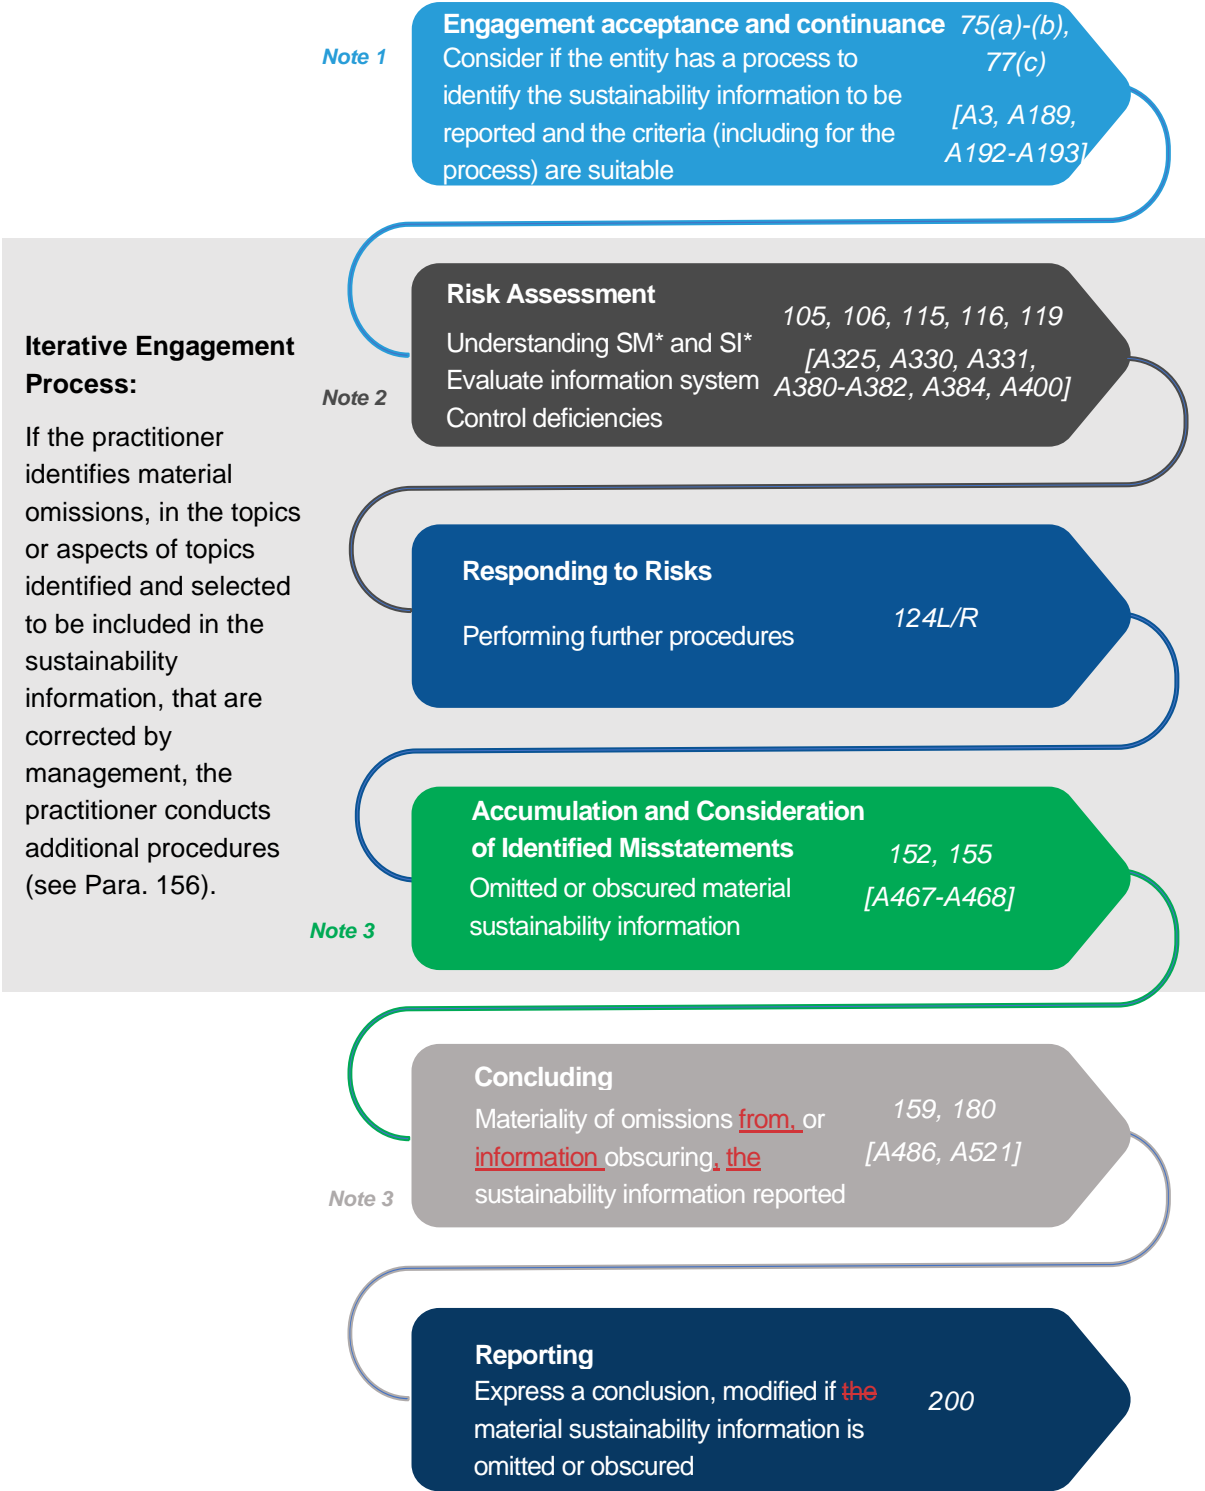 Engagement acceptance and continuance 75(a)-(b),
Note 1
Consider if the entity has a process to 77(c)
identify the sustainability information to be
[A3, A189,
reported and the criteria (including for the
A192-A193]
process) are suitable
Iterative Engagement
Process:
If the practitioner
identifies material
omissions, in the topics
or aspects of topics
identified and selected
to be included in the
sustainability
information, that are
corrected by
management, the
practitioner conducts
additional procedures
(see Para. 156).
Risk Assessment
Understanding SM* and SI*
Evaluate information system
Control deficiencies
105, 106, 115, 116, 119
[A325, A330, A331,
A380-A382, A384, A400]
Note 2
Responding to Risks
Performing further procedures
124L/R
Accumulation and Consideration
of Identified Misstatements
Omitted or obscured material
sustainability information
152, 155
[A467-A468]
Note 3
Concluding
Materiality of omissions from, or
information obscuring, the
sustainability information reported
159, 180
[A486, A521]
Note 3
Reporting
Express a conclusion, modified if the
material sustainability information is
omitted or obscured
200